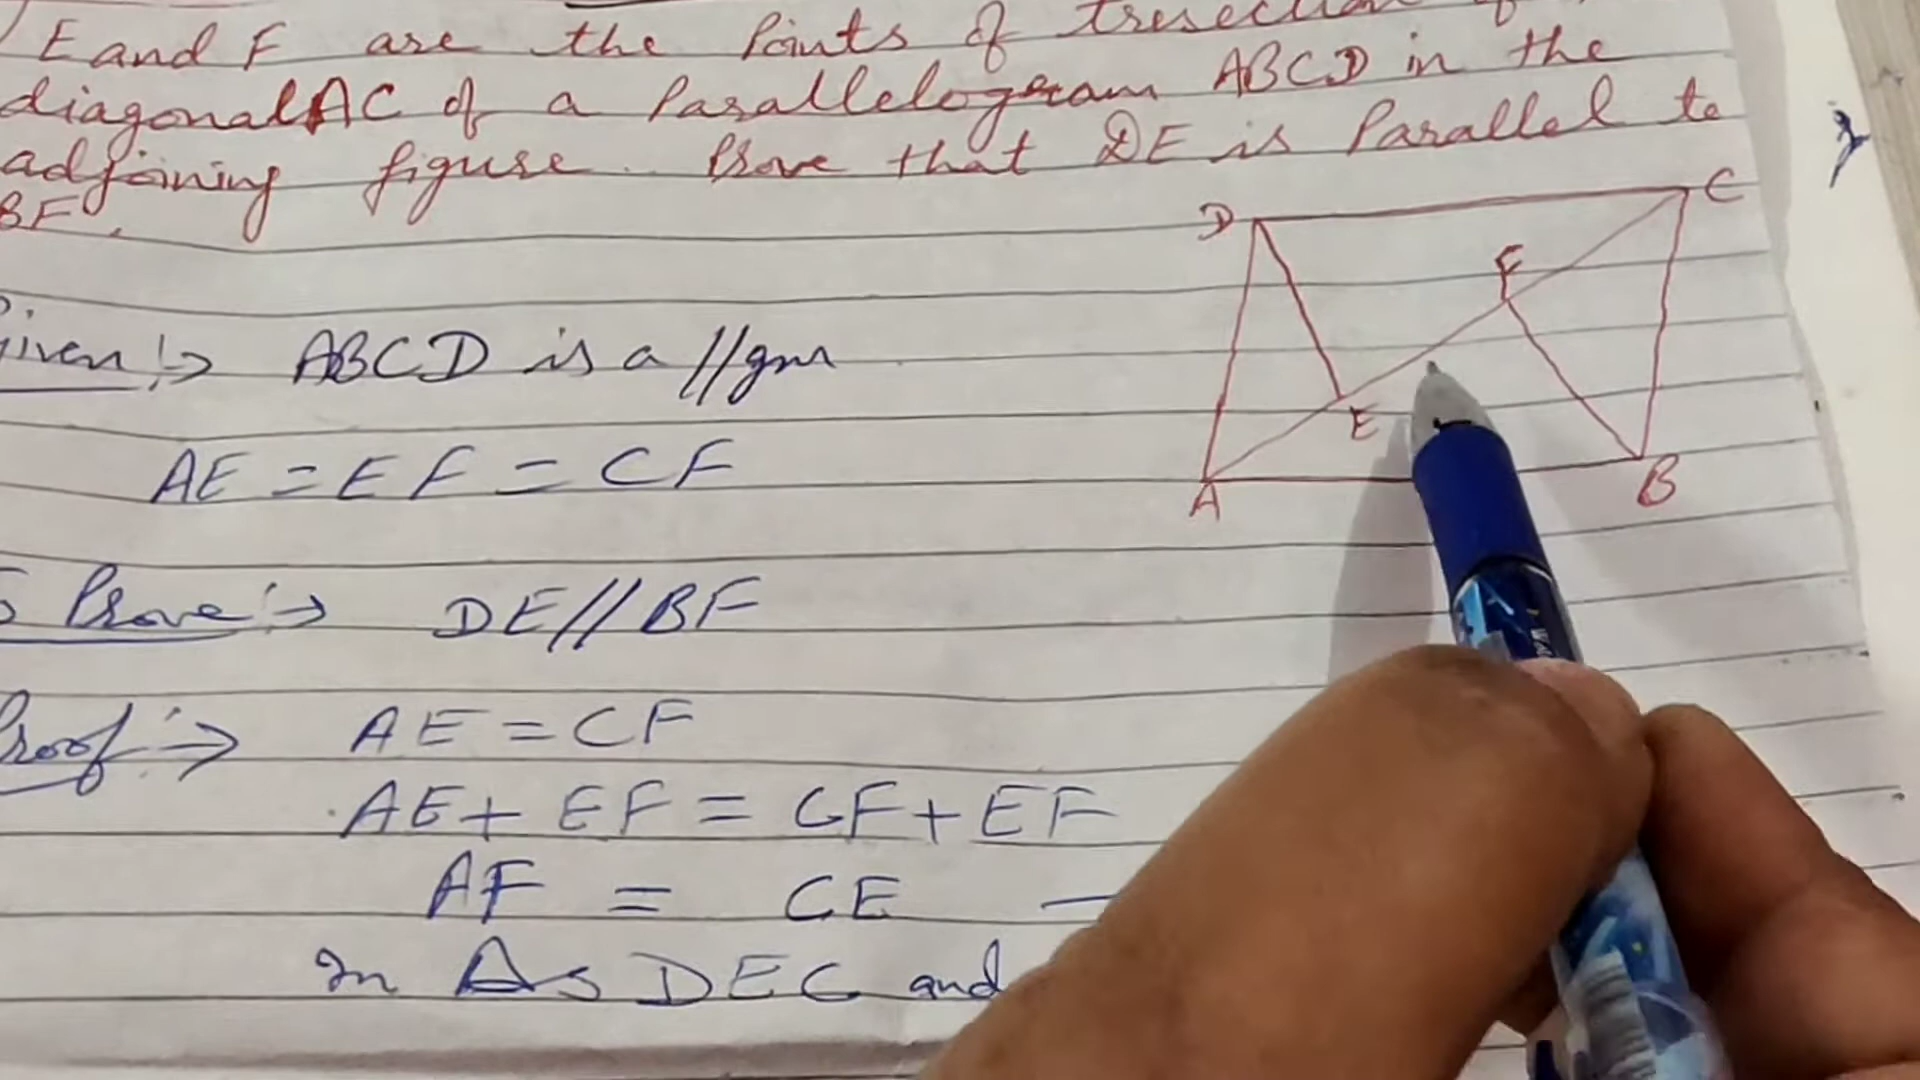 E and F are the Points of trisection of
diagonal AC of a Parallelogram ABCD in the
adjoining figure. Prove that DE is Parallel to
BF.
D
C
F
E
A
B
Given :→ ABCD is a //gm
AE = EF = CF
Prove :→ DE//BF
Proof :→ AE = CF
AE + EF = CF + EF
AF = CE —
In Δs DEC and